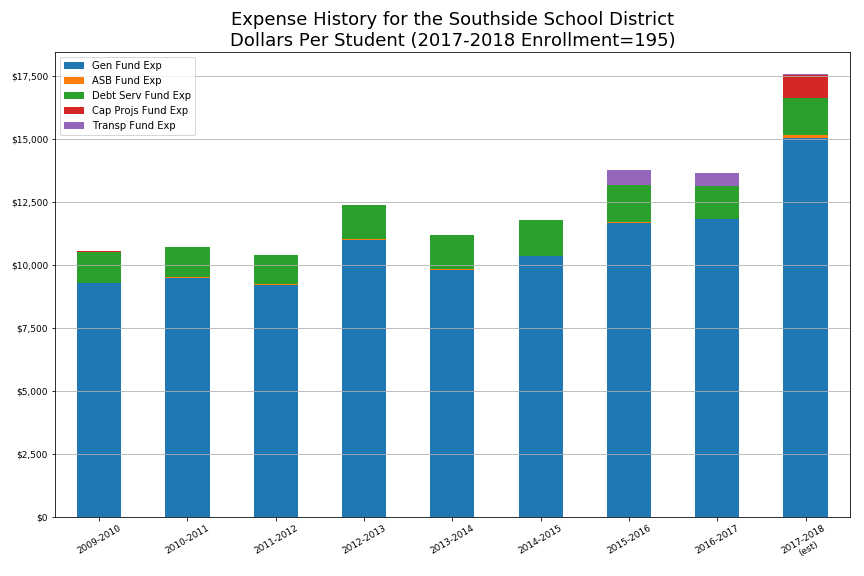 Expense History for the Southside School District
Dollars Per Student (2017-2018 Enrollment=195)
Gen Fund Exp
ASB Fund Exp
Debt Serv Fund Exp
Cap Projs Fund Exp
Transp Fund Exp
$17,500
$15,000
$12,500
$10,000
$7,500
$5,000
$2,500
$0
2009-2010
2010-2011
2011-2012
2012-2013
2013-2014
2014-2015
2015-2016
2016-2017
2017-2018
(est)